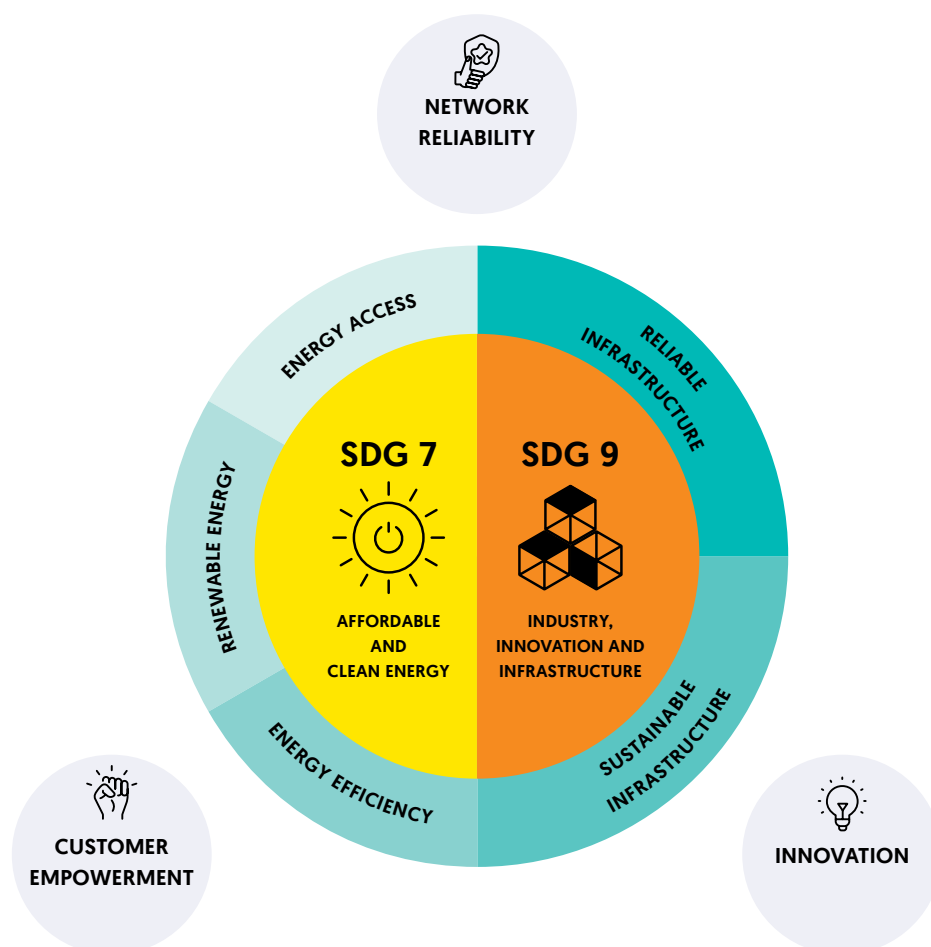 NETWORK
RELIABILITY
ENERGY ACCESS
RELIABLE
INFRASTRUCTURE
RENEWABLE ENERGY
SDG 7
AFFORDABLE
AND
CLEAN ENERGY
SDG 9
INDUSTRY,
INNOVATION AND
INFRASTRUCTURE
ENERGY EFFICIENCY
SUSTAINABLE
INFRASTRUCTURE
CUSTOMER
EMPOWERMENT
INNOVATION